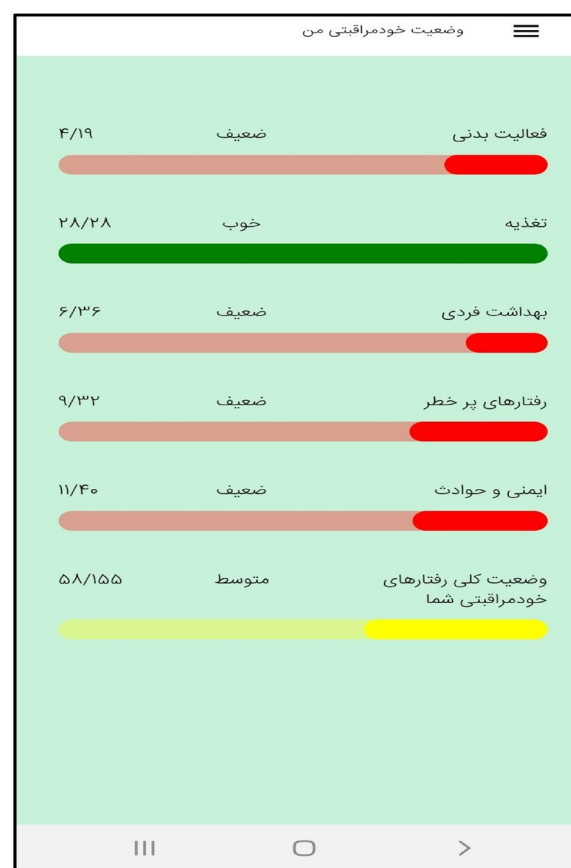 وضعیت خودمراقبتی من
فعالیت بدنی ضعیف ۴/۱۹
تغذیه خوب ۲۸/۲۸
بهداشت فردی ضعیف ۶/۳۶
رفتارهای پر خطر ضعیف ۹/۳۲
ایمنی و حوادث ضعیف ۱۱/۴۰
وضعیت کلی رفتارهای متوسط ۵۸/۱۵۵
خودمراقبتی شما